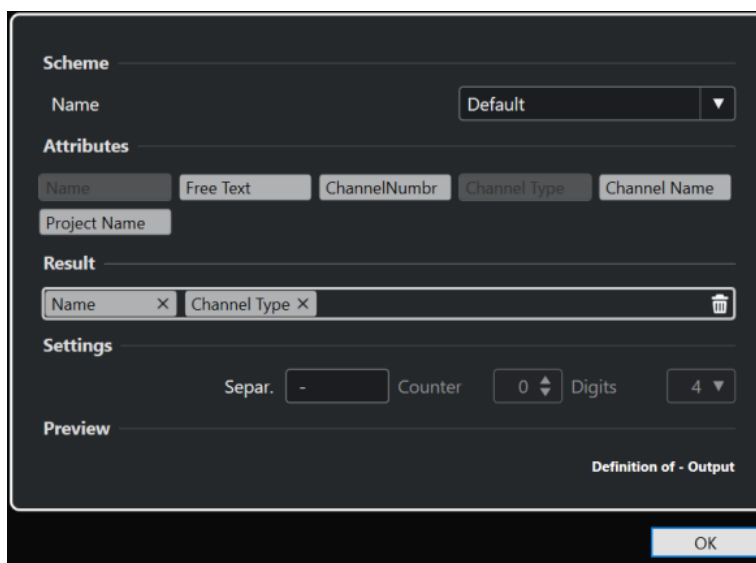 Scheme
Name Default
Attributes
Name Free Text ChannelNumbr Channel Type Channel Name
Project Name
Result
Name Channel Type
Settings
Separ. - Counter 0 Digits 4
Preview
Definition of - Output
OK